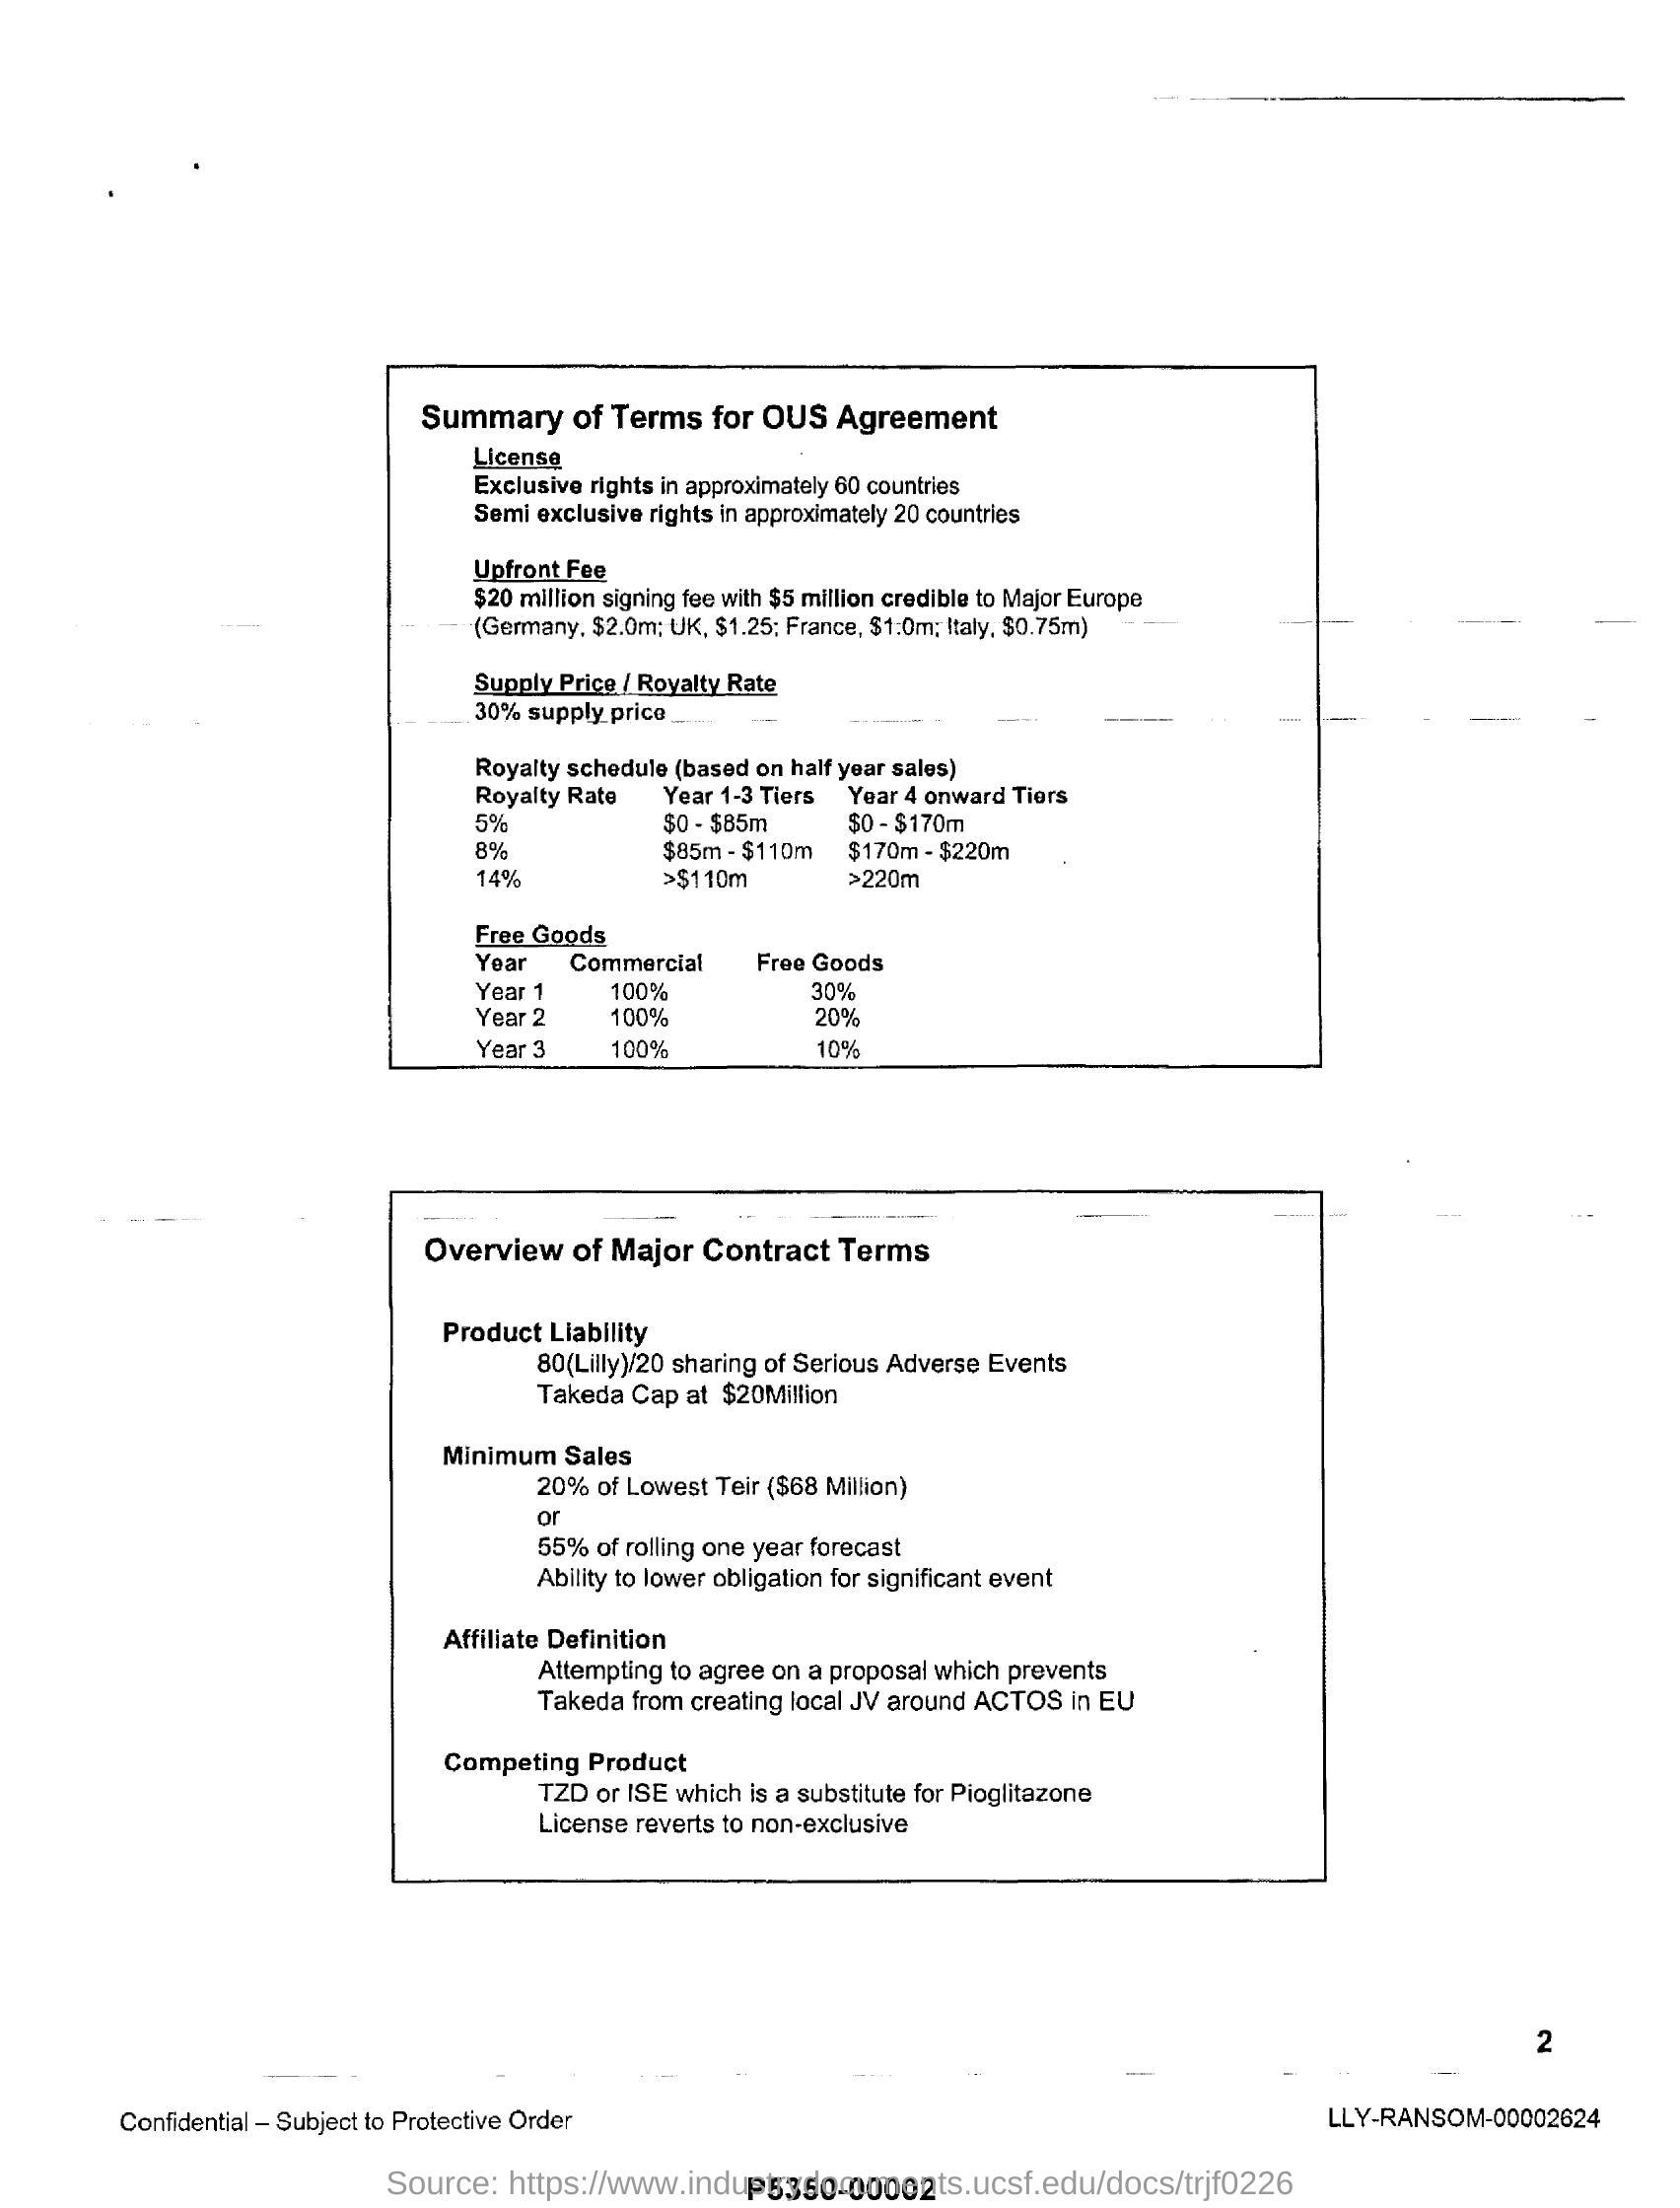 Summary of Terms for OUS Agreement
License
Exclusive rights in approximately 60 countries
Semi exclusive rights in approximately 20 countries
Upfront Fee
$20 million signing fee with $5 million credible to Major Europe
(Germany, $2.0m; UK, $1.25; France, $1.0m; Italy, $0.75m)
Supply Price / Royalty Rate
30% supply price
Royalty schedule (based on half year sales)
Royalty Rate Year 1-3 Tiers Year 4 onward Tiers
5% $0 - $85m $0 - $170m
8% $85m - $110m $170m - $220m
14% >$110m >220m
Free Goods
Year Commercial Free Goods
Year 1 100% 30%
Year 2 100% 20%
Year 3 100% 10%
Overview of Major Contract Terms
Product Liability
80(Lilly)/20 sharing of Serious Adverse Events
Takeda Cap at $20Million
Minimum Sales
20% of Lowest Teir ($68 Million)
or
55% of rolling one year forecast
Ability to lower obligation for significant event
Affiliate Definition
Attempting to agree on a proposal which prevents
Takeda from creating local JV around ACTOS in EU
Competing Product
TZD or ISE which is a substitute for Pioglitazone
License reverts to non-exclusive
2
Confidential – Subject to Protective Order
LLY-RANSOM-00002624
Source: https://www.industrydocuments.ucsf.edu/docs/trjf0226